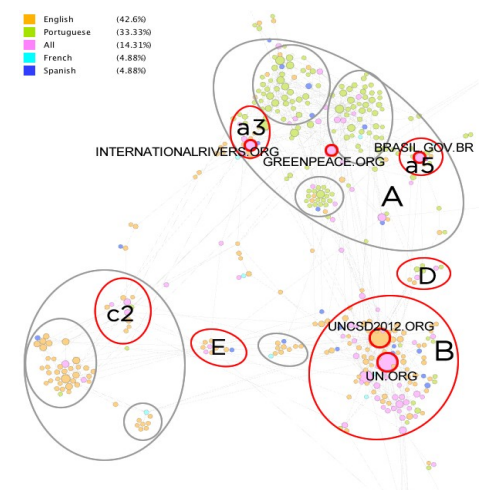 English (42.6%)
Portuguese (33.33%)
All (14.31%)
French (4.88%)
Spanish (4.88%)
a3
INTERNATIONALRIVERS.ORG
GREENPEACE.ORG
BRASIL.GOV.BR
a5
A
D
c2
E
UNCSD2012.ORG
B
UN.ORG